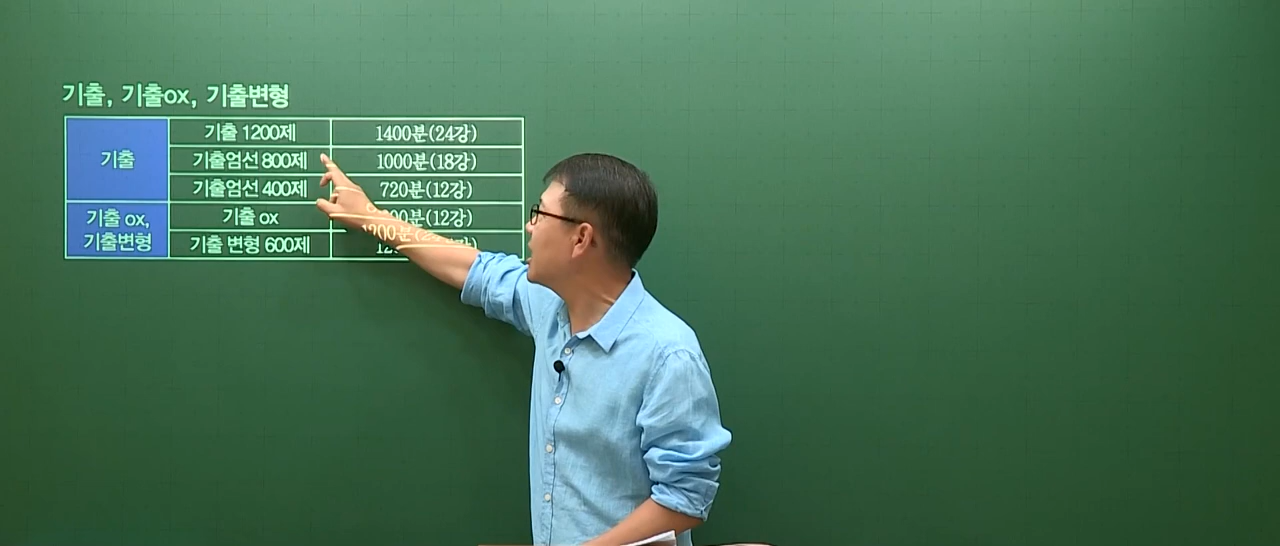 기출, 기출ox, 기출변형
기출
기출 1200제 1400분(24강)
기출엄선 800제 1000분(18강)
기출엄선 400제 720분(12강)
기출 ox,
기출변형
기출 ox (12강)
기출 변형 600제